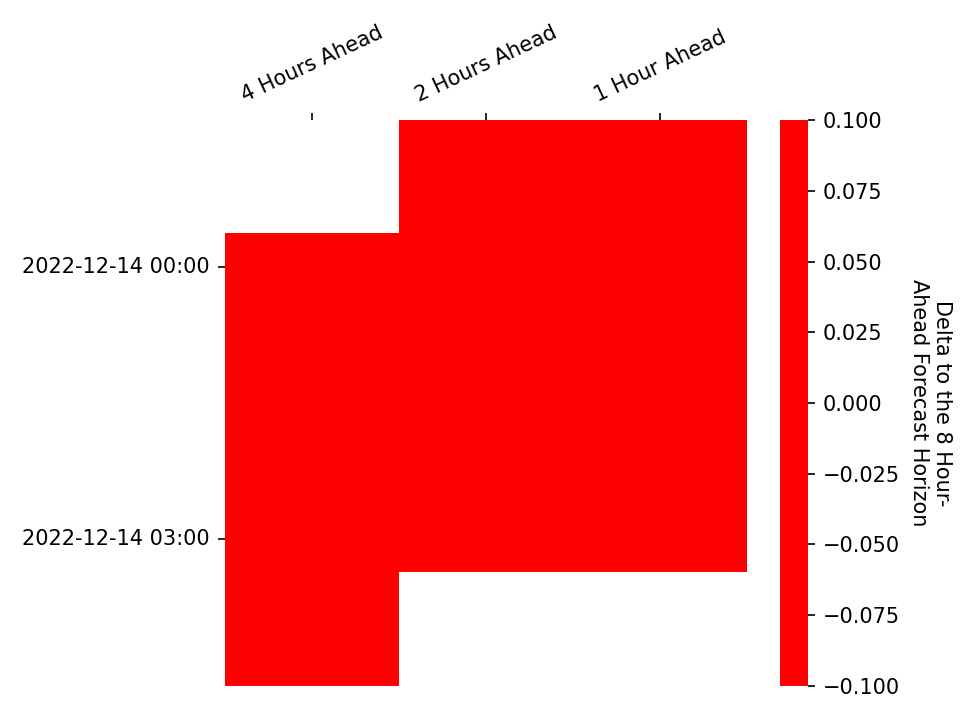 4 Hours Ahead
2 Hours Ahead
1 Hour Ahead
2022-12-14 00:00
2022-12-14 03:00
0.100
0.075
0.050
0.025
0.000
−0.025
−0.050
−0.075
−0.100
Delta to the 8 Hour-
Ahead Forecast Horizon